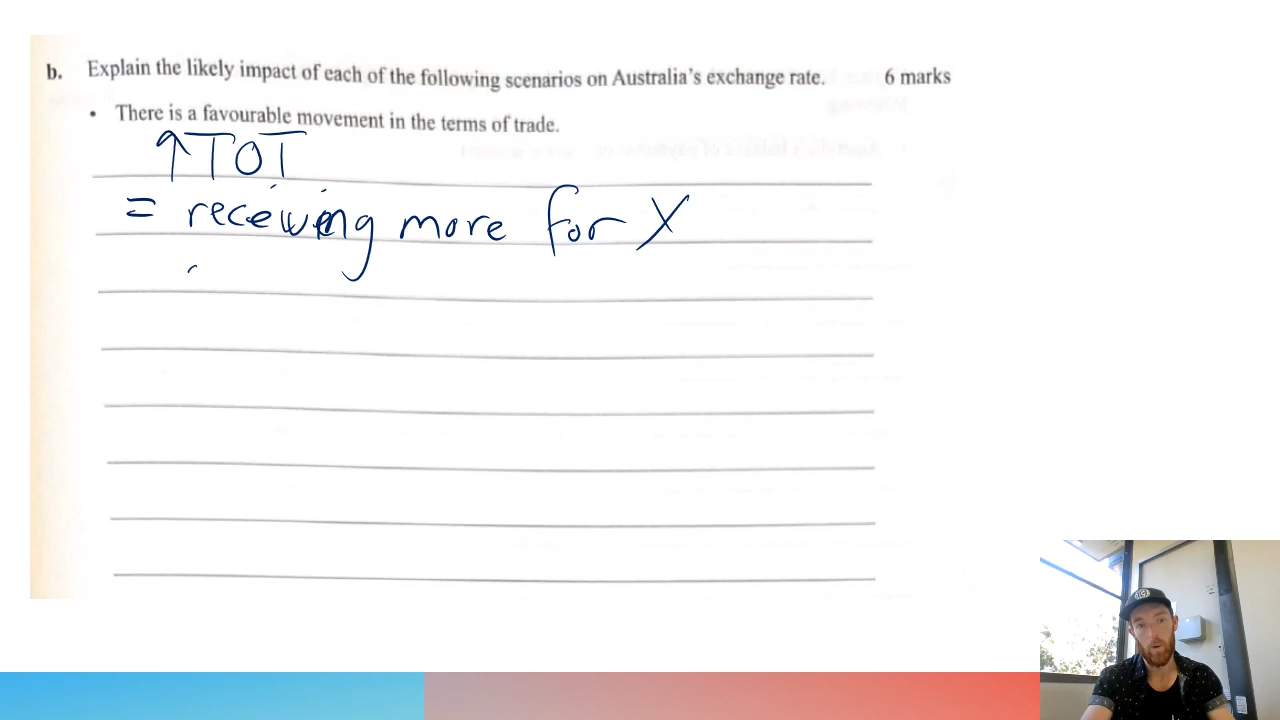 b. Explain the likely impact of each of the following scenarios on Australia's exchange rate. 6 marks
• There is a favourable movement in the terms of trade.
↑ TOT
= receiving more for X